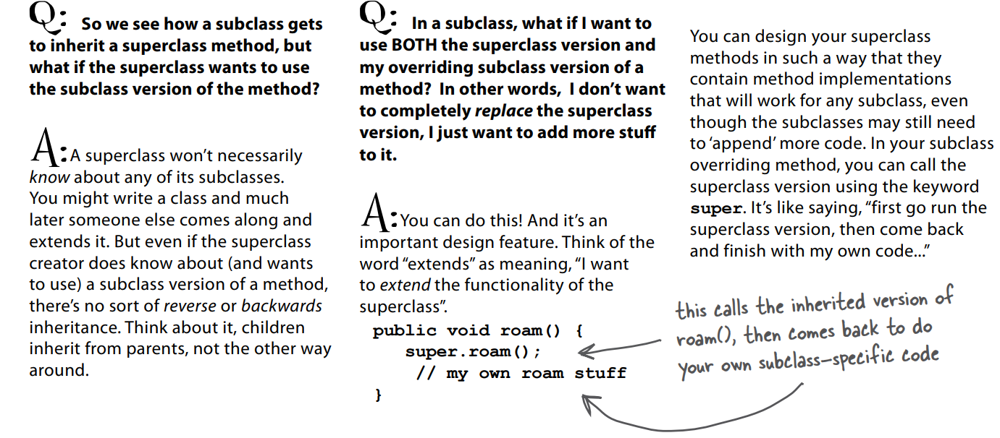 Q: So we see how a subclass gets
to inherit a superclass method, but
what if the superclass wants to use
the subclass version of the method?
A: A superclass won’t necessarily
know about any of its subclasses.
You might write a class and much
later someone else comes along and
extends it. But even if the superclass
creator does know about (and wants
to use) a subclass version of a method,
there’s no sort of reverse or backwards
inheritance. Think about it, children
inherit from parents, not the other way
around.
Q: In a subclass, what if I want to
use BOTH the superclass version and
my overriding subclass version of a
method? In other words, I don’t want
to completely replace the superclass
version, I just want to add more stuff
to it.
A: You can do this! And it’s an
important design feature. Think of the
word “extends” as meaning, “I want
to extend the functionality of the
superclass”.
public void roam() {
super.roam();
// my own roam stuff
}
You can design your superclass
methods in such a way that they
contain method implementations
that will work for any subclass, even
though the subclasses may still need
to ‘append’ more code. In your subclass
overriding method, you can call the
superclass version using the keyword
super. It’s like saying, “first go run the
superclass version, then come back
and finish with my own code...”
this calls the inherited version of
roam(), then comes back to do
your own subclass-specific code